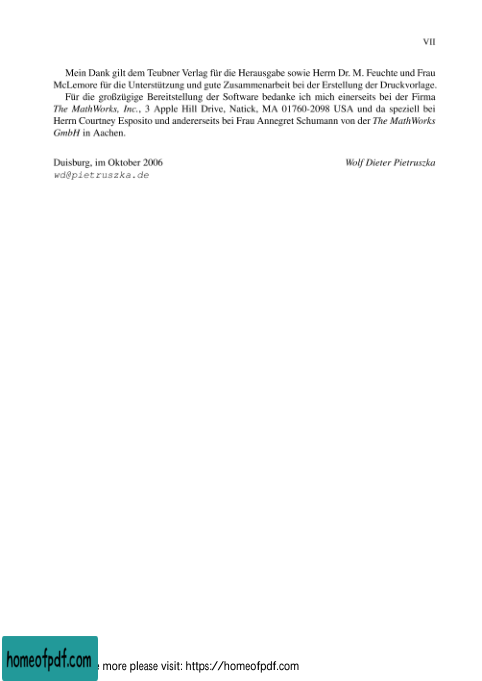 VII
Mein Dank gilt dem Teubner Verlag für die Herausgabe sowie Herrn Dr. M. Feuchte und Frau
McLemore für die Unterstützung und gute Zusammenarbeit bei der Erstellung der Druckvorlage.
Für die großzügige Bereitstellung der Software bedanke ich mich einerseits bei der Firma
The MathWorks, Inc., 3 Apple Hill Drive, Natick, MA 01760-2098 USA und da speziell bei
Herrn Courtney Esposito und andererseits bei Frau Annegret Schumann von der The MathWorks
GmbH in Aachen.
Duisburg, im Oktober 2006 Wolf Dieter Pietruszka
wd@pietruszka.de
homeofpdf.com more please visit: https://homeofpdf.com